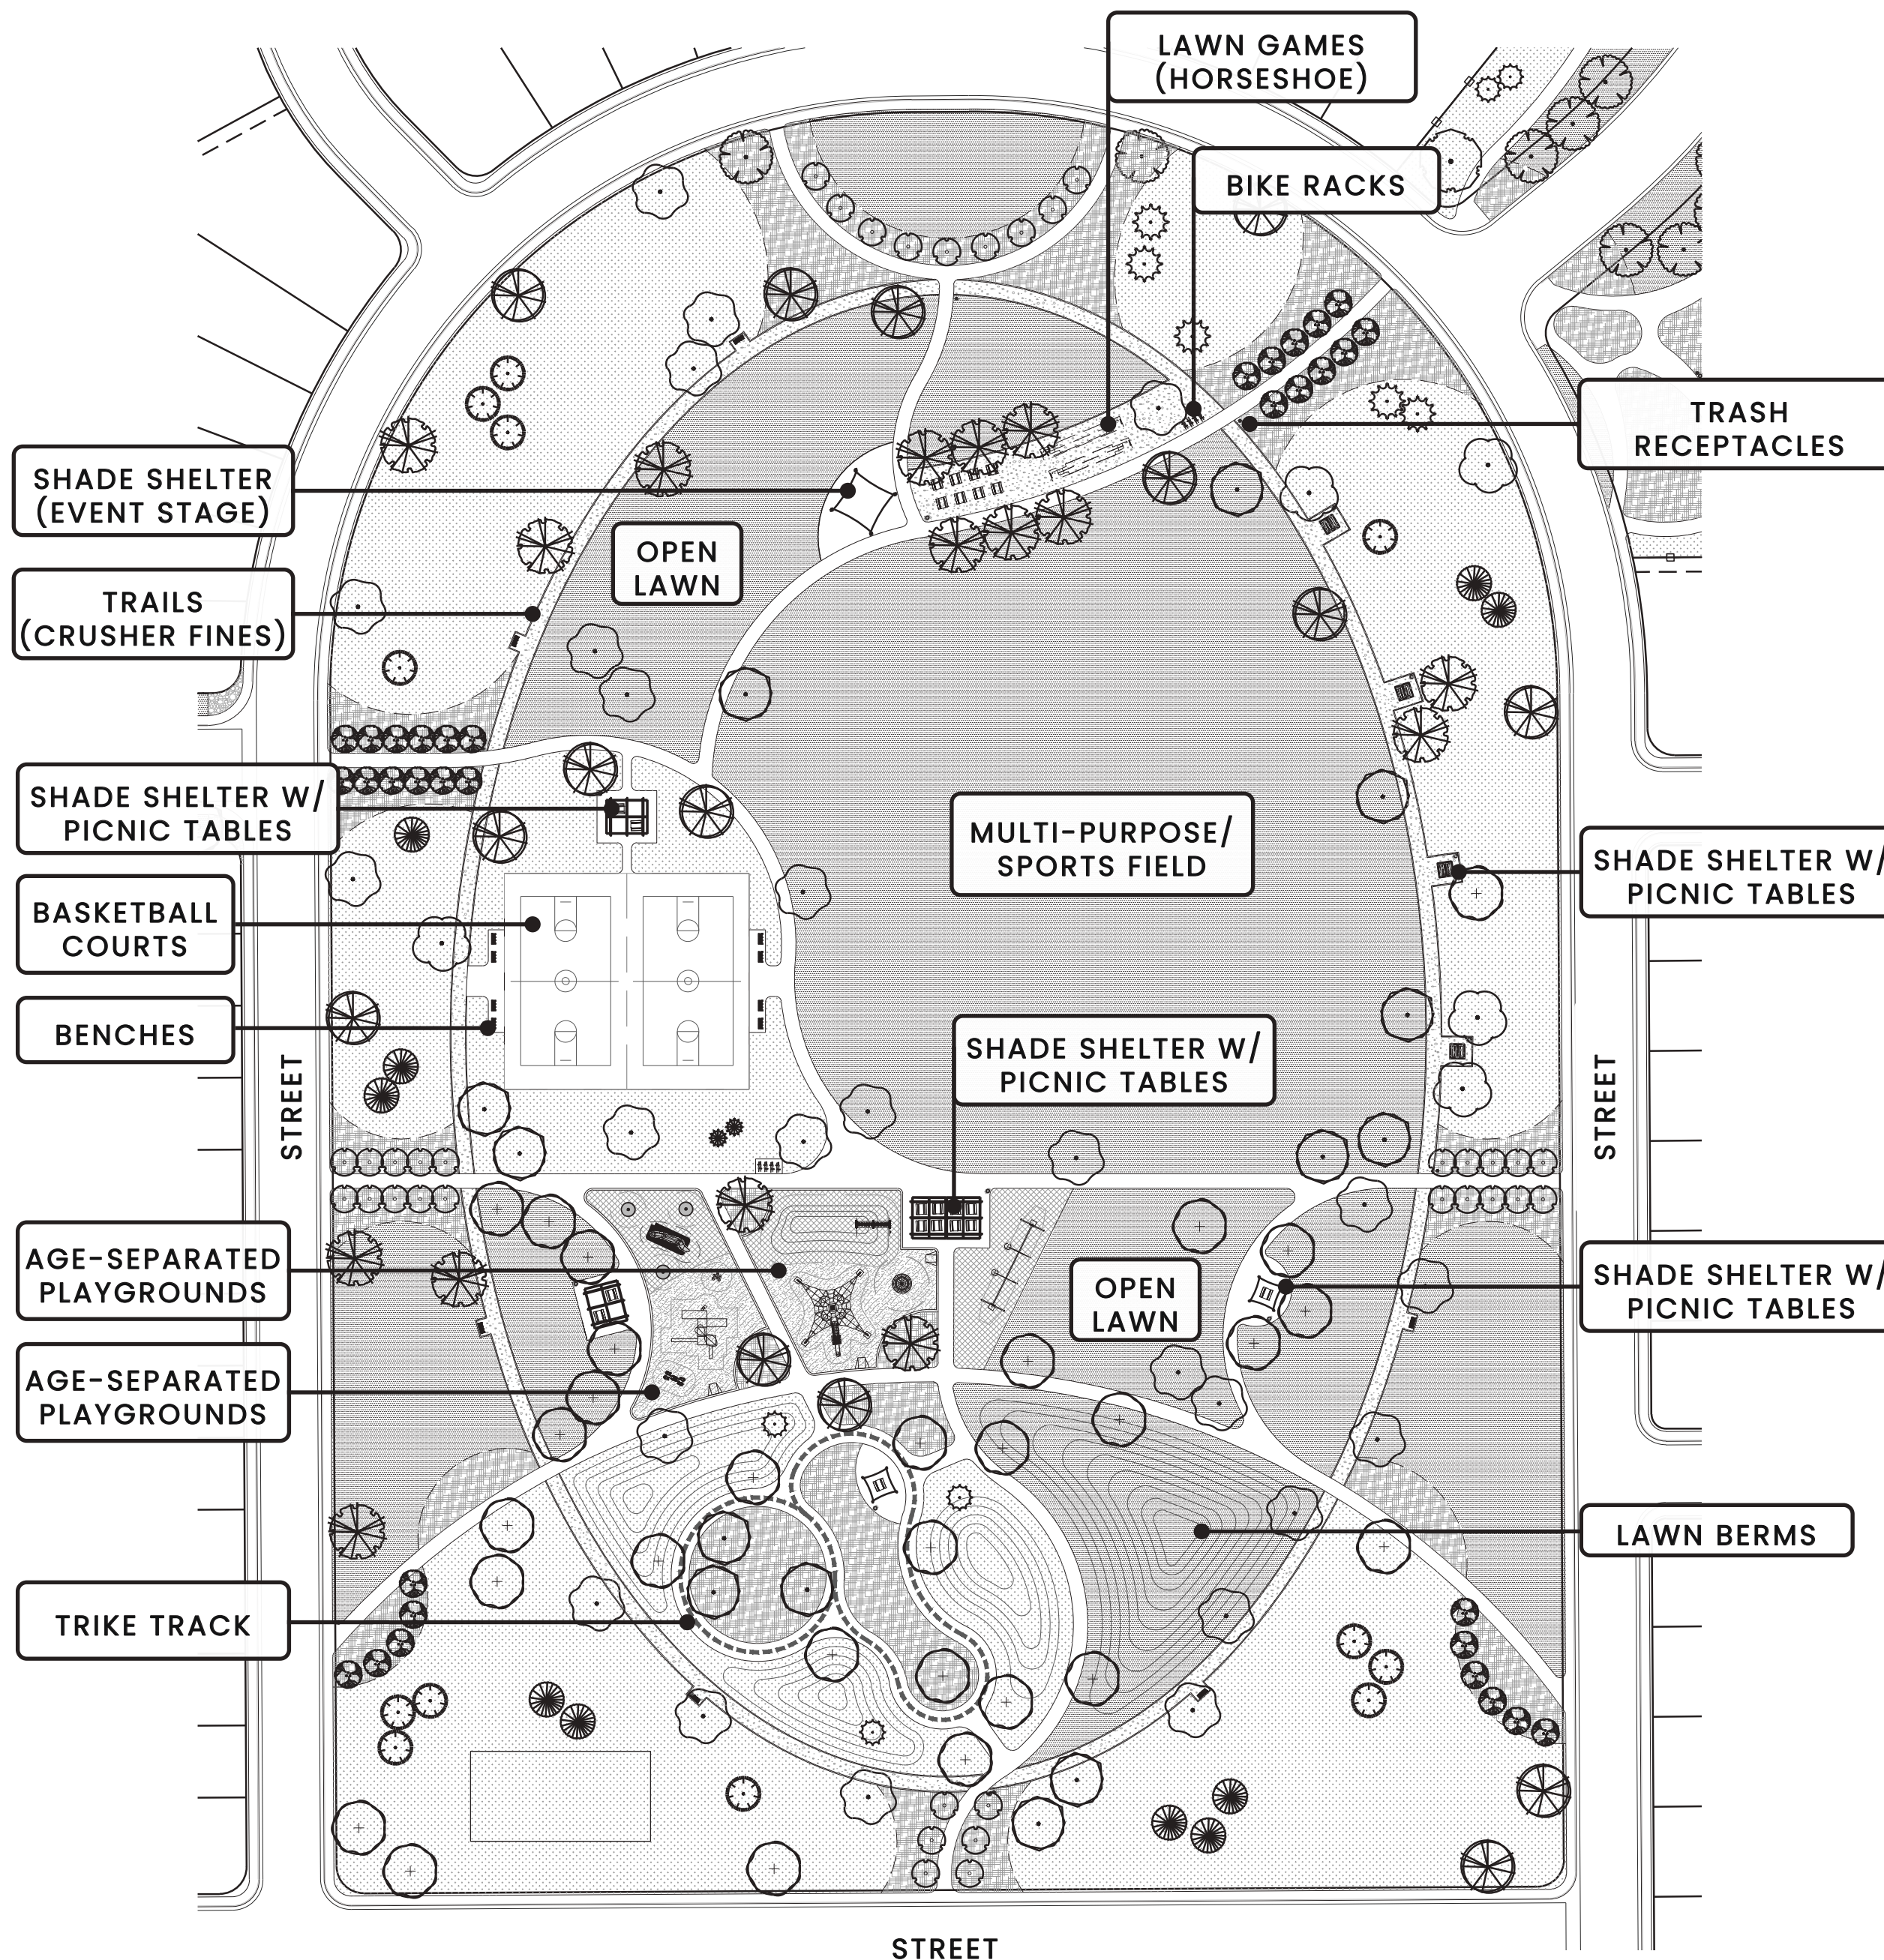 LAWN GAMES
(HORSESHOE)
BIKE RACKS
TRASH
RECEPTACLES
SHADE SHELTER
(EVENT STAGE)
OPEN
LAWN
TRAILS
(CRUSHER FINES)
SHADE SHELTER W/
PICNIC TABLES
MULTI-PURPOSE/
SPORTS FIELD
SHADE SHELTER W/
PICNIC TABLES
BASKETBALL
COURTS
BENCHES
SHADE SHELTER W/
PICNIC TABLES
STREET
STREET
AGE-SEPARATED
PLAYGROUNDS
OPEN
LAWN
SHADE SHELTER W/
PICNIC TABLES
AGE-SEPARATED
PLAYGROUNDS
LAWN BERMS
TRIKE TRACK
STREET